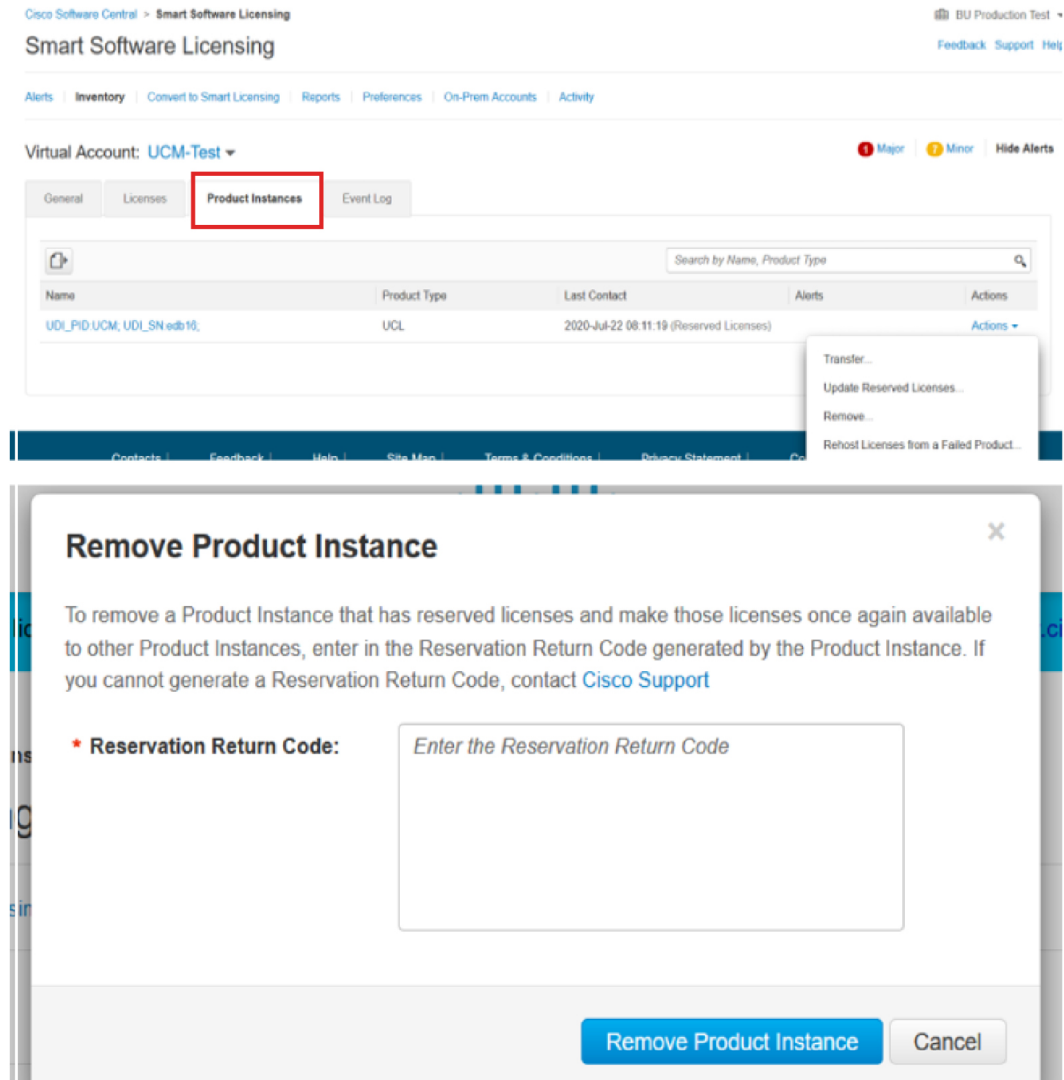 Cisco Software Central > Smart Software Licensing
BU Production Test
Smart Software Licensing
Feedback Support Help
Alerts Inventory Convert to Smart Licensing Reports Preferences On-Prem Accounts Activity
Virtual Account: UCM-Test
1 Major Minor Hide Alerts
General Licenses Product Instances Event Log
Search by Name, Product Type
Name Product Type Last Contact Alerts Actions
UDI_PID:UCM; UDI_SN:edb16; UCL 2020-Jul-22 08:11:19 (Reserved Licenses) Actions
Transfer...
Update Reserved Licenses...
Remove...
Rehost Licenses from a Failed Product...
Contacts | Feedback | Help | Site Map | Terms & Conditions | Privacy Statement | Co
Remove Product Instance
×
To remove a Product Instance that has reserved licenses and make those licenses once again available
to other Product Instances, enter in the Reservation Return Code generated by the Product Instance. If
you cannot generate a Reservation Return Code, contact Cisco Support
* Reservation Return Code:
Enter the Reservation Return Code
Remove Product Instance Cancel